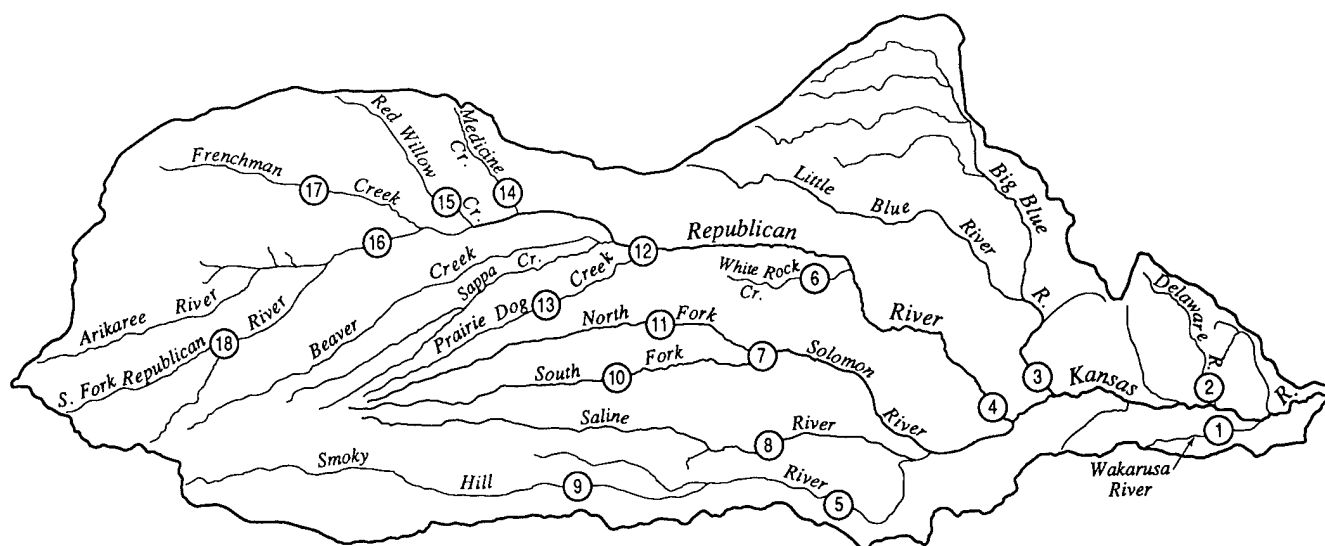 Red Willow Cr.
Medicine Cr.
Frenchman Creek
17
15
14
16
Little Blue River
Big Blue R.
Republican River
12
White Rock Cr.
6
Delaware R.
Arikaree River
S. Fork Republican River
18
Beaver Creek
Sappa Cr.
Prairie Dog Creek
13
North Fork
11
7
Solomon River
South Fork
10
3
Kansas R.
2
4
1
Saline River
8
Wakarusa
River
Smoky Hill River
9
5